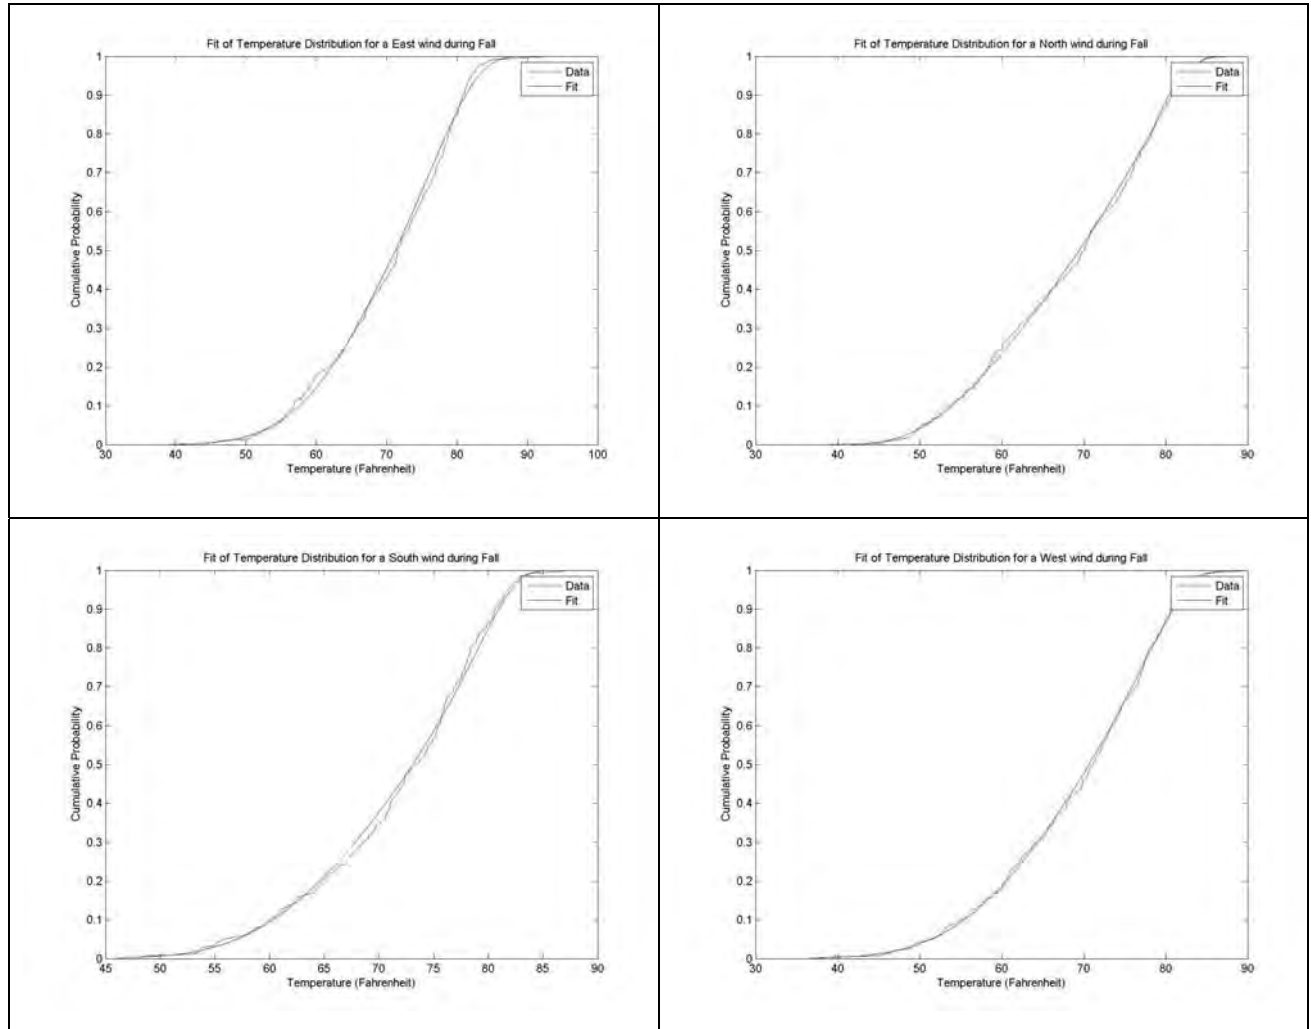 Fit of Temperature Distribution for a East wind during Fall
1
0.9
0.8
0.7
0.6
0.5
0.4
0.3
0.2
0.1
0
Cumulative Probability
Data
Fit
30 40 50 60 70 80 90 100
Temperature (Fahrenheit)
Fit of Temperature Distribution for a North wind during Fall
1
0.9
0.8
0.7
0.6
0.5
0.4
0.3
0.2
0.1
0
Cumulative Probability
Data
Fit
30 40 50 60 70 80 90
Temperature (Fahrenheit)
Fit of Temperature Distribution for a South wind during Fall
1
0.9
0.8
0.7
0.6
0.5
0.4
0.3
0.2
0.1
0
Cumulative Probability
Data
Fit
45 50 55 60 65 70 75 80 85 90
Temperature (Fahrenheit)
Fit of Temperature Distribution for a West wind during Fall
1
0.9
0.8
0.7
0.6
0.5
0.4
0.3
0.2
0.1
0
Cumulative Probability
Data
Fit
30 40 50 60 70 80 90
Temperature (Fahrenheit)